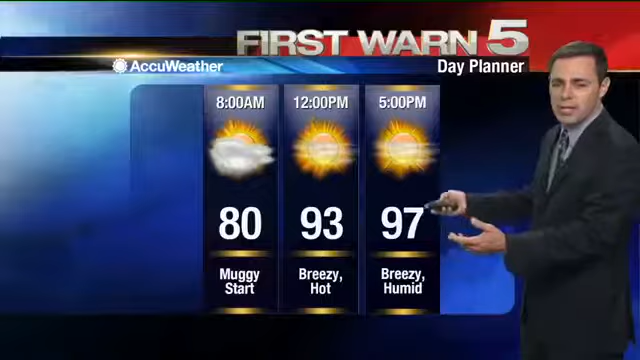 FIRST WARN 5
AccuWeather
Day Planner
8:00AM
12:00PM
5:00PM
80
93
97
Muggy
Start
Breezy,
Hot
Breezy,
Humid